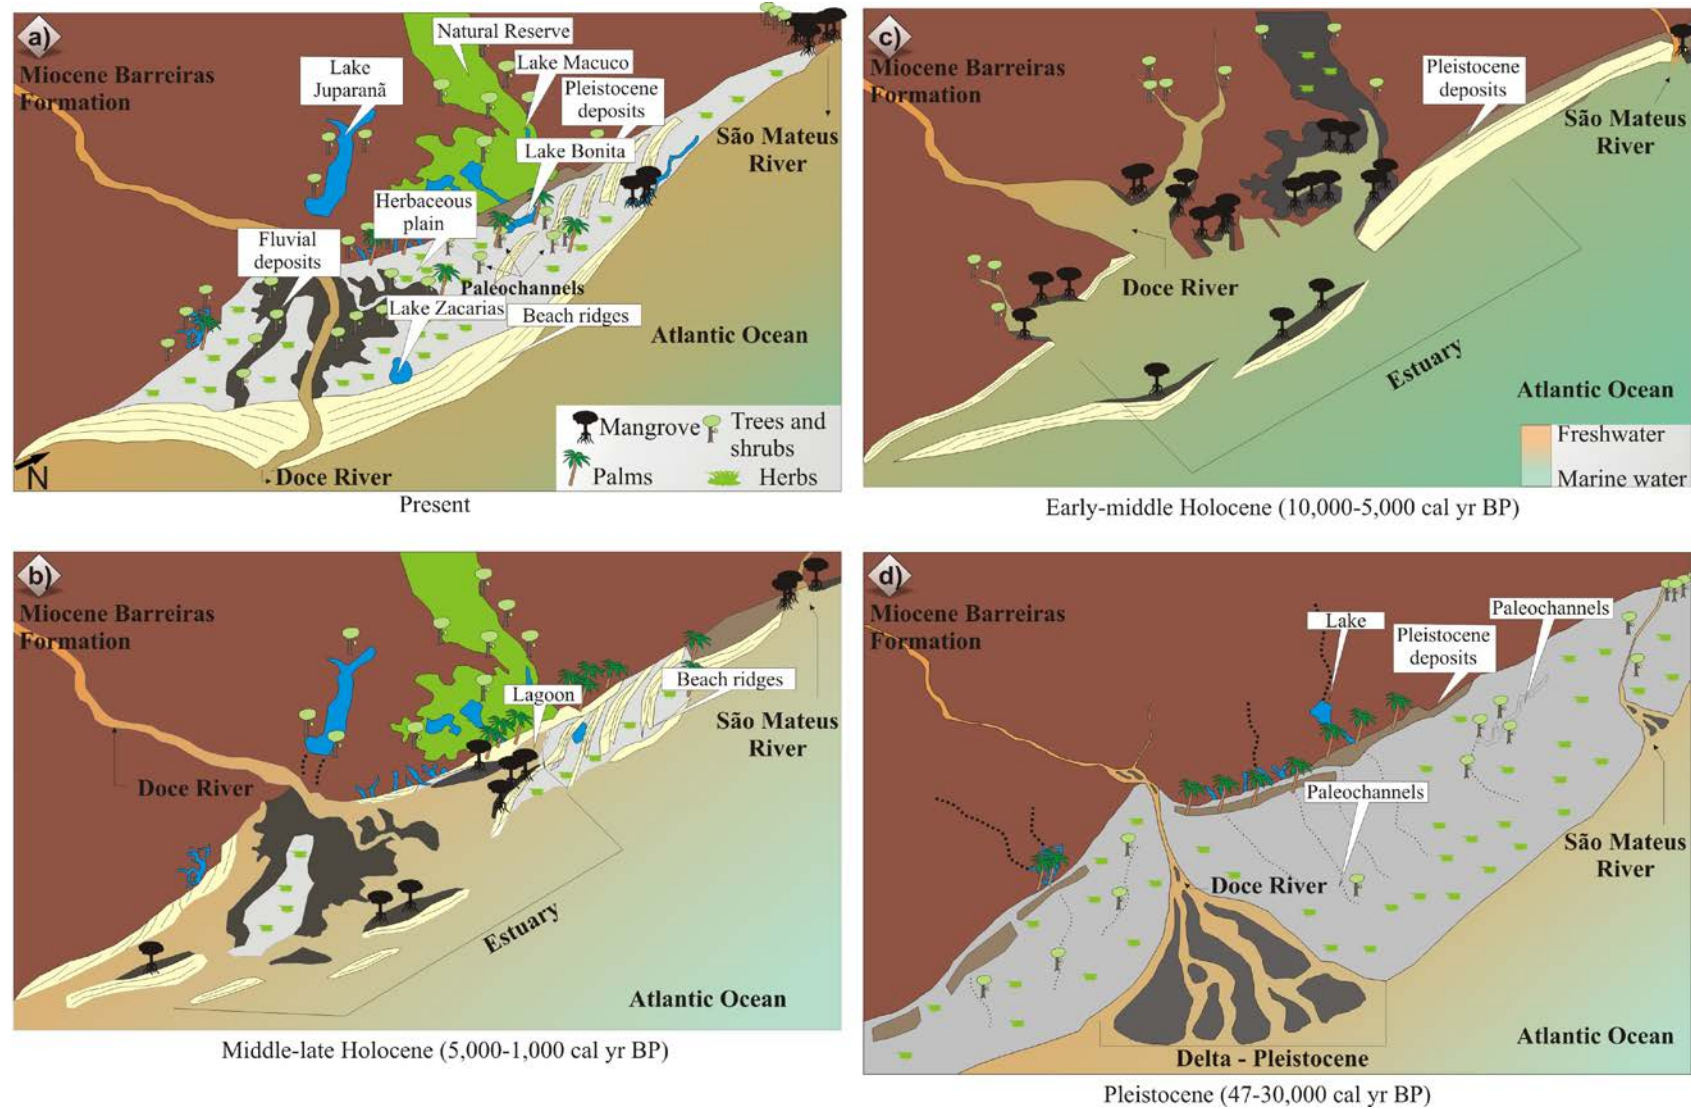 a)
Natural Reserve
Miocene Barreiras
Formation
Lake
Juparanã
Lake Macuco
Pleistocene
deposits
São Mateus
River
Lake Bonita
Herbaceous
plain
Fluvial
deposits
Paleochannels
Lake Zacarias
Beach ridges
Atlantic Ocean
Mangrove
Trees and
shrubs
Palms
Herbs
N
Doce River
Present
b)
Miocene Barreiras
Formation
Lagoon
Beach ridges
São Mateus
River
Doce River
Estuary
Atlantic Ocean
Middle-late Holocene (5,000-1,000 cal yr BP)
c)
Miocene Barreiras
Formation
Pleistocene
deposits
São Mateus
River
Doce River
Estuary
Atlantic Ocean
Freshwater
Marine water
Early-middle Holocene (10,000-5,000 cal yr BP)
d)
Miocene Barreiras
Formation
Lake
Paleochannels
Pleistocene
deposits
Paleochannels
São Mateus
River
Doce River
Atlantic Ocean
Delta - Pleistocene
Pleistocene (47-30,000 cal yr BP)